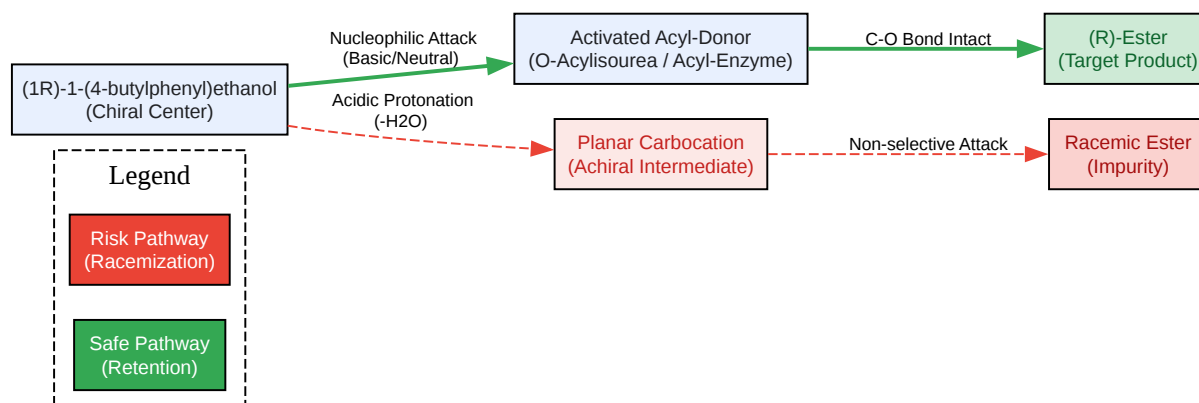 (1R)-1-(4-butylphenyl)ethanol
(Chiral Center)
Nucleophilic Attack
(Basic/Neutral)
Activated Acyl-Donor
(O-Acylisourea / Acyl-Enzyme)
C-O Bond Intact
(R)-Ester
(Target Product)
Acidic Protonation
(-H2O)
Planar Carbocation
(Achiral Intermediate)
Non-selective Attack
Racemic Ester
(Impurity)
Legend
Risk Pathway
(Racemization)
Safe Pathway
(Retention)